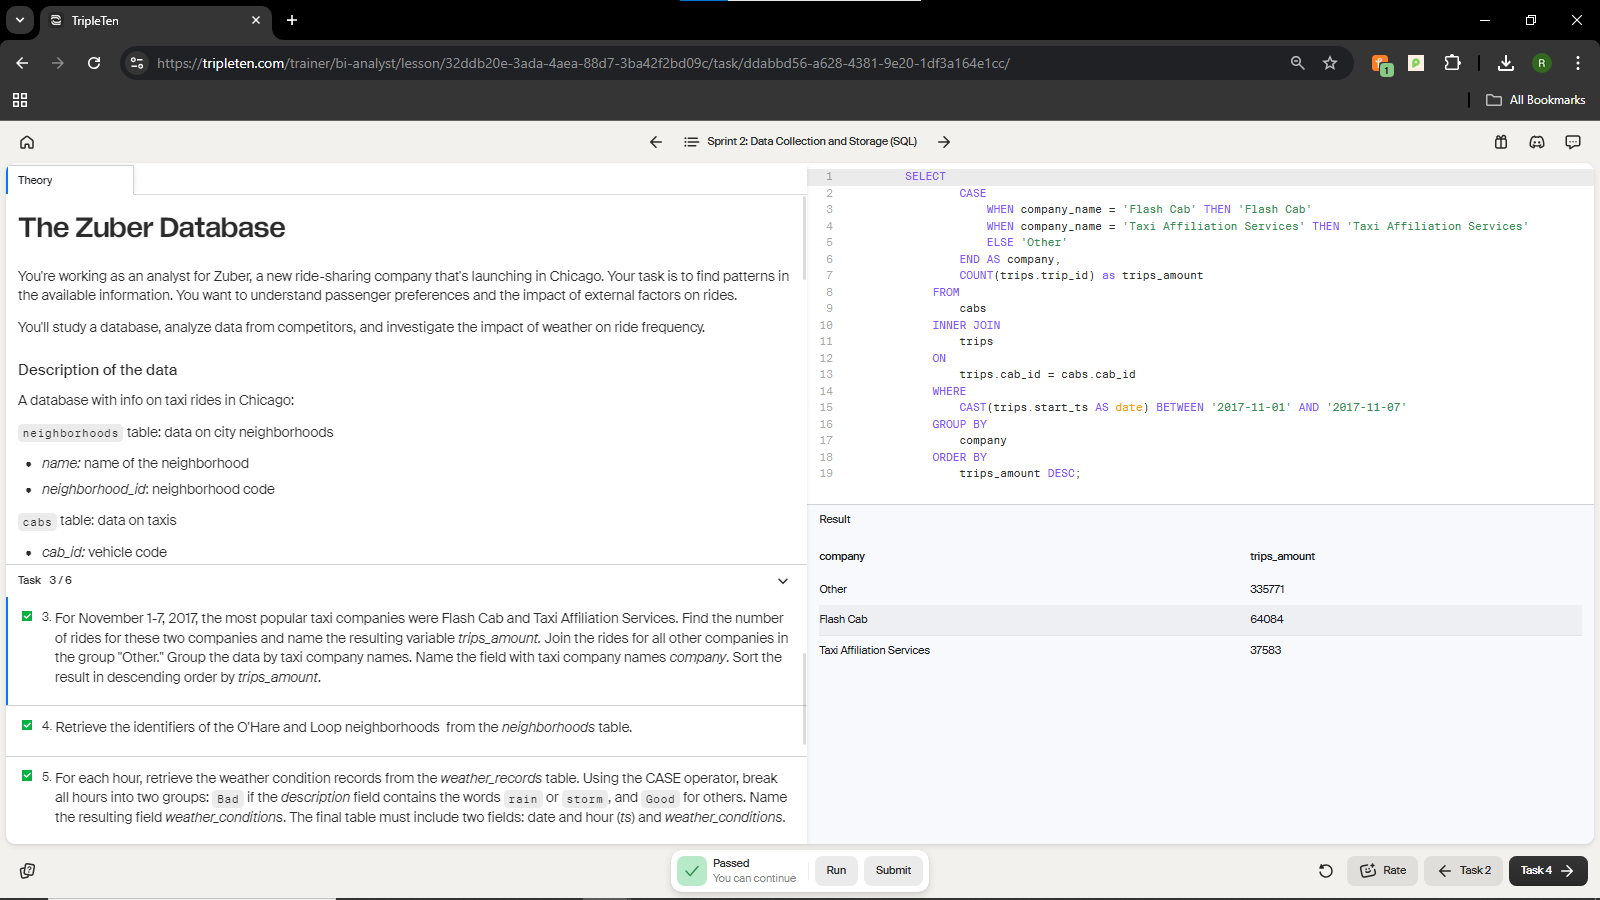 TripleTen
https://tripleten.com/trainer/bi-analyst/lesson/32ddb20e-3ada-4aea-88d7-3ba42f2bd09c/task/ddabbd56-a628-4381-9e20-1df3a164e1cc/
1
R
All Bookmarks
Sprint 2: Data Collection and Storage (SQL)
Theory
The Zuber Database
You're working as an analyst for Zuber, a new ride-sharing company that's launching in Chicago. Your task is to find patterns in
the available information. You want to understand passenger preferences and the impact of external factors on rides.
You'll study a database, analyze data from competitors, and investigate the impact of weather on ride frequency.
Description of the data
A database with info on taxi rides in Chicago:
neighborhoods table: data on city neighborhoods
• name: name of the neighborhood
• neighborhood_id: neighborhood code
cabs table: data on taxis
• cab_id: vehicle code
Task 3 / 6
3. For November 1-7, 2017, the most popular taxi companies were Flash Cab and Taxi Affiliation Services. Find the number
of rides for these two companies and name the resulting variable trips_amount. Join the rides for all other companies in
the group "Other." Group the data by taxi company names. Name the field with taxi company names company. Sort the
result in descending order by trips_amount.
4. Retrieve the identifiers of the O'Hare and Loop neighborhoods from the neighborhoods table.
5. For each hour, retrieve the weather condition records from the weather_records table. Using the CASE operator, break
all hours into two groups: Bad if the description field contains the words rain or storm, and Good for others. Name
the resulting field weather_conditions. The final table must include two fields: date and hour (ts) and weather_conditions.
1 SELECT
2 CASE
3 WHEN company_name = 'Flash Cab' THEN 'Flash Cab'
4 WHEN company_name = 'Taxi Affiliation Services' THEN 'Taxi Affiliation Services'
5 ELSE 'Other'
6 END AS company,
7 COUNT(trips.trip_id) as trips_amount
8 FROM
9 cabs
10 INNER JOIN
11 trips
12 ON
13 trips.cab_id = cabs.cab_id
14 WHERE
15 CAST(trips.start_ts AS date) BETWEEN '2017-11-01' AND '2017-11-07'
16 GROUP BY
17 company
18 ORDER BY
19 trips_amount DESC;
Result
company trips_amount
Other 335771
Flash Cab 64084
Taxi Affiliation Services 37583
Passed
You can continue
Run
Submit
Rate
Task 2
Task 4